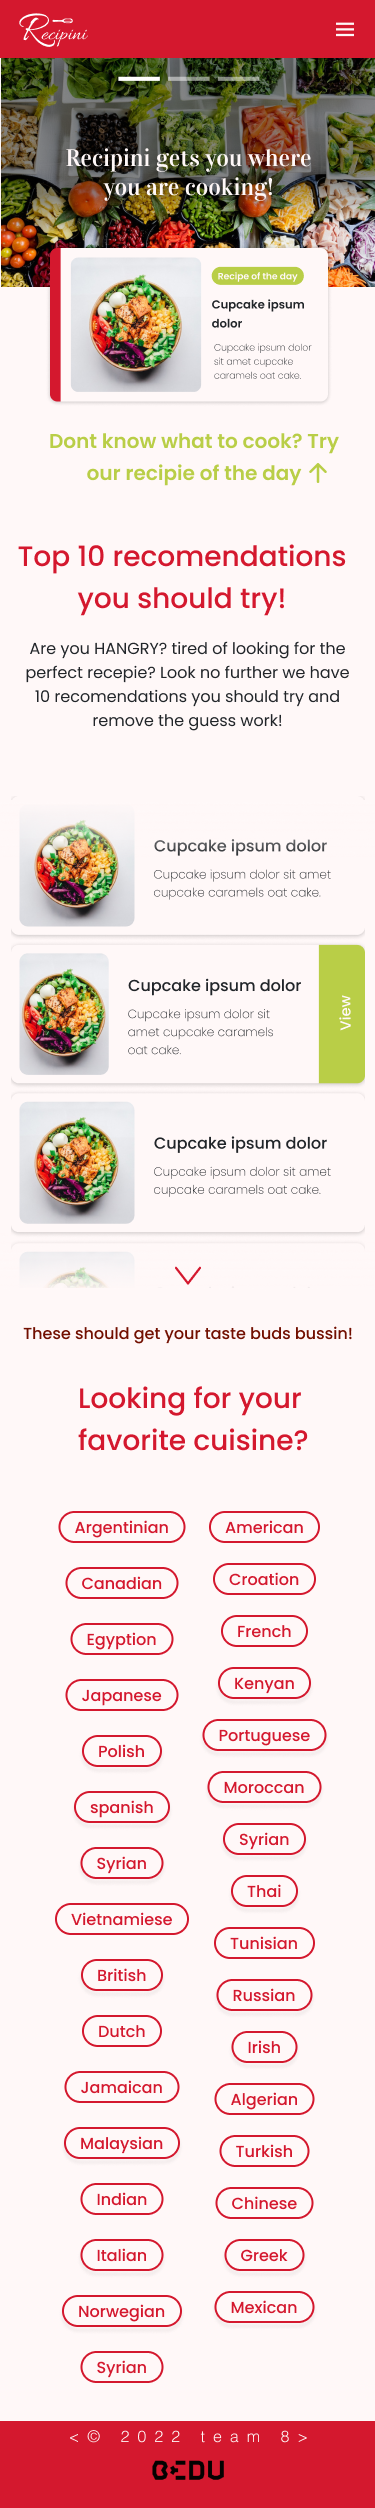 Recipini
Recipini gets you where
you are cooking!
Recipe of the day
Cupcake ipsum
dolor
Cupcake ipsum dolor
sit amet cupcake
caramels oat cake.
Dont know what to cook? Try
our recipie of the day ↑
Top 10 recomendations
you should try!
Are you HANGRY? tired of looking for the
perfect recepie? Look no further we have
10 recomendations you should try and
remove the guess work!
Cupcake ipsum dolor
Cupcake ipsum dolor sit amet
cupcake caramels oat cake.
Cupcake ipsum dolor
Cupcake ipsum dolor sit
amet cupcake caramels
oat cake.
View
Cupcake ipsum dolor
Cupcake ipsum dolor sit amet
cupcake caramels oat cake.
These should get your taste buds bussin!
Looking for your
favorite cuisine?
Argentinian
Canadian
Egyption
Japanese
Polish
spanish
Syrian
Vietnamiese
British
Dutch
Jamaican
Malaysian
Indian
Italian
Norwegian
Syrian
American
Croation
French
Kenyan
Portuguese
Moroccan
Syrian
Thai
Tunisian
Russian
Irish
Algerian
Turkish
Chinese
Greek
Mexican
<© 2022 team 8>
BEDU